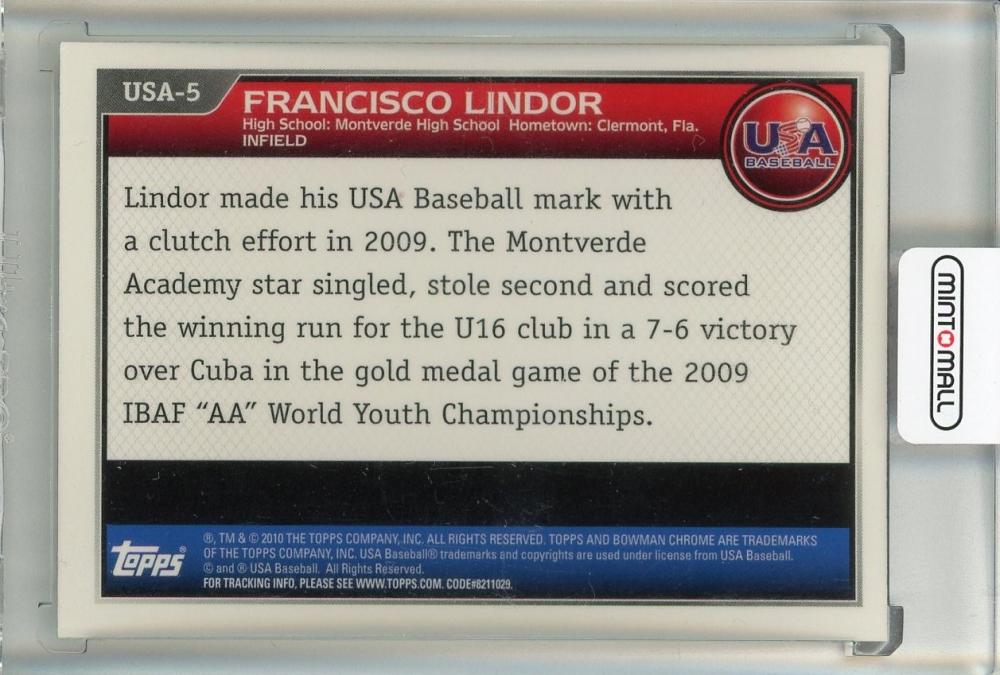 USA-5
FRANCISCO LINDOR
High School: Montverde High School Hometown: Clermont, Fla.
INFIELD
USA
BASEBALL
Lindor made his USA Baseball mark with
a clutch effort in 2009. The Montverde
Academy star singled, stole second and scored
the winning run for the U16 club in a 7-6 victory
over Cuba in the gold medal game of the 2009
IBAF “AA” World Youth Championships.
MINT MALL
topps®
®, TM & © 2010 THE TOPPS COMPANY, INC. ALL RIGHTS RESERVED. TOPPS AND BOWMAN CHROME ARE TRADEMARKS
OF THE TOPPS COMPANY, INC. USA Baseball® trademarks and copyrights are used under license from USA Baseball.
© and ® USA Baseball. All Rights Reserved.
FOR TRACKING INFO, PLEASE SEE WWW.TOPPS.COM. CODE#8211029.